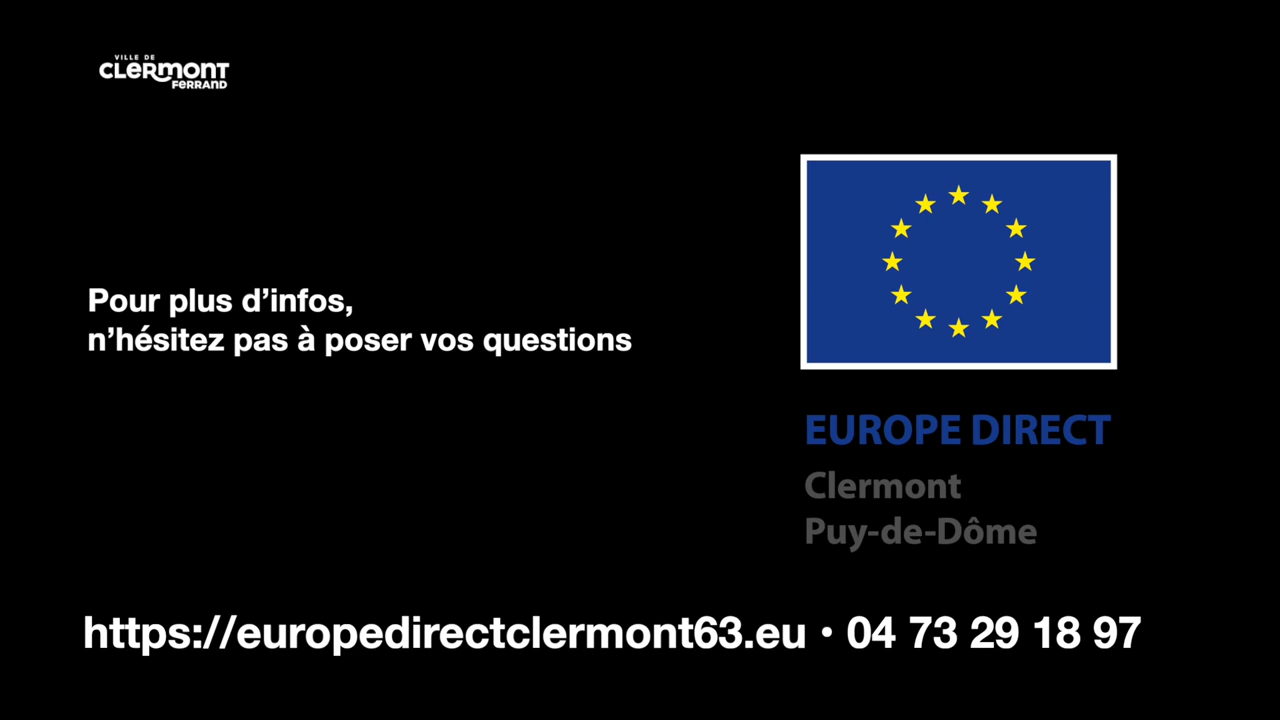 VILLE DE
CLERMONT
FERRAND
Pour plus d’infos,
n’hésitez pas à poser vos questions
EUROPE DIRECT
Clermont
Puy-de-Dôme
https://europedirectclermont63.eu • 04 73 29 18 97